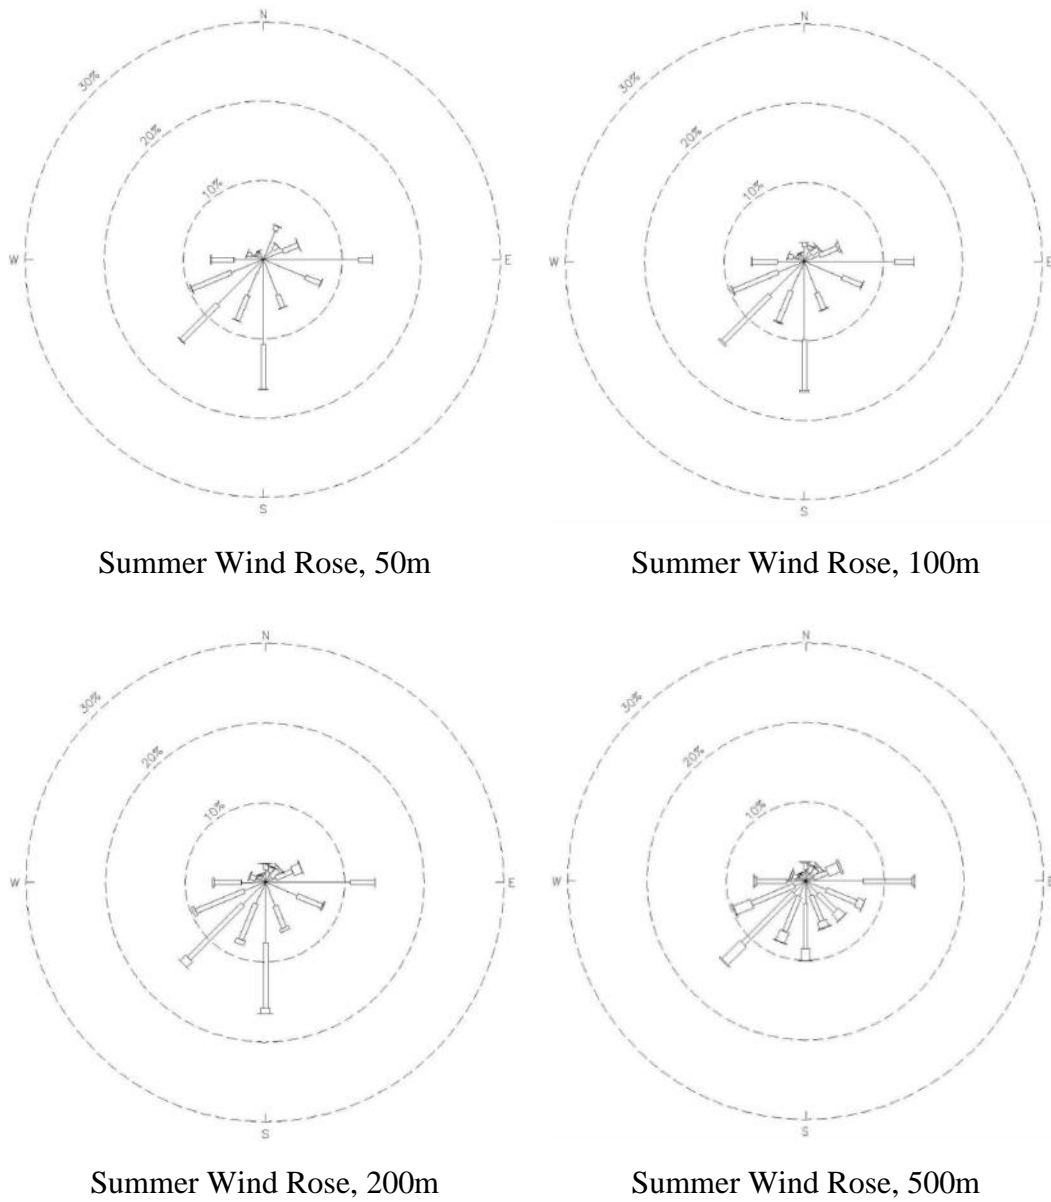 N N
30% 30%
20% 20%
10% 10%
W E W E
S S
Summer Wind Rose, 50m Summer Wind Rose, 100m
N N
30% 30%
20% 20%
10% 10%
W E W E
S S
Summer Wind Rose, 200m Summer Wind Rose, 500m